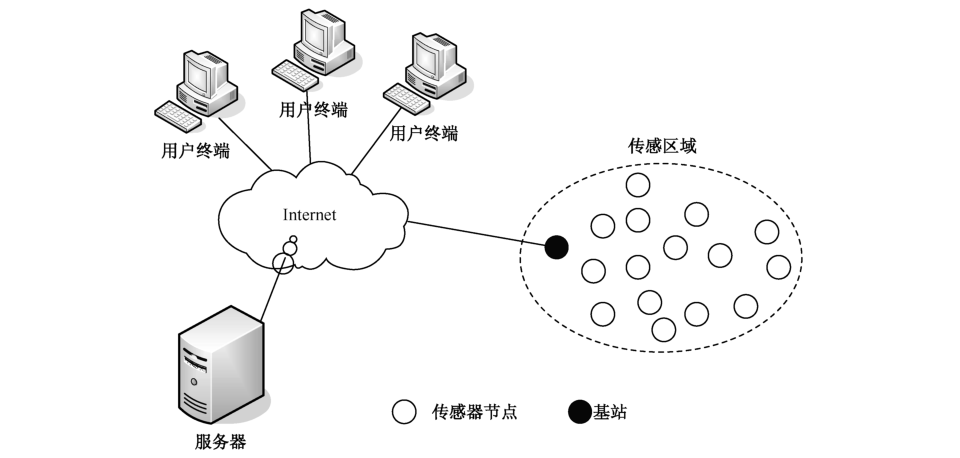 用户终端
用户终端
用户终端
传感区域
Internet
传感器节点
基站
服务器